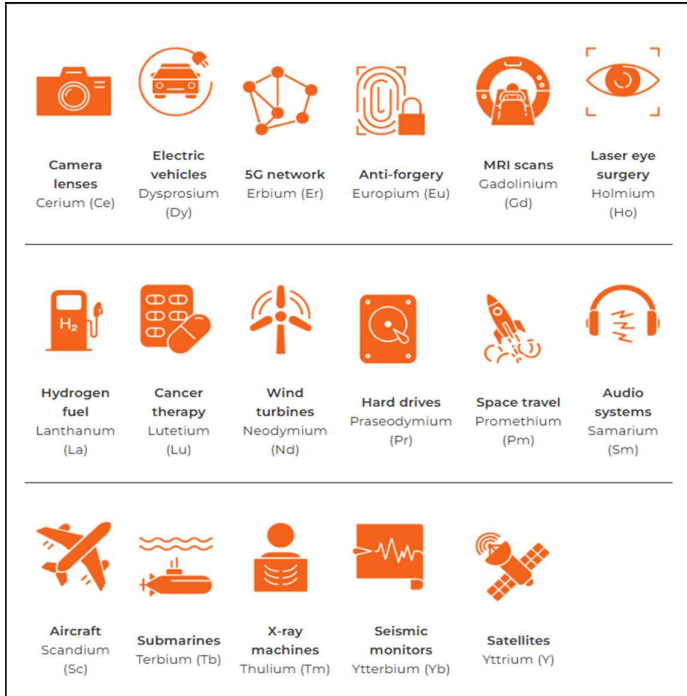 Camera
lenses
Cerium (Ce)
Electric
vehicles
Dysprosium
(Dy)
5G network
Erbium (Er)
Anti-forgery
Europium (Eu)
MRI scans
Gadolinium
(Gd)
Laser eye
surgery
Holmium
(Ho)
H₂
Hydrogen
fuel
Lanthanum
(La)
Cancer
therapy
Lutetium
(Lu)
Wind
turbines
Neodymium
(Nd)
Hard drives
Praseodymium
(Pr)
Space travel
Promethium
(Pm)
Audio
systems
Samarium
(Sm)
Aircraft
Scandium
(Sc)
Submarines
Terbium (Tb)
X-ray
machines
Thulium (Tm)
Seismic
monitors
Ytterbium (Yb)
Satellites
Yttrium (Y)